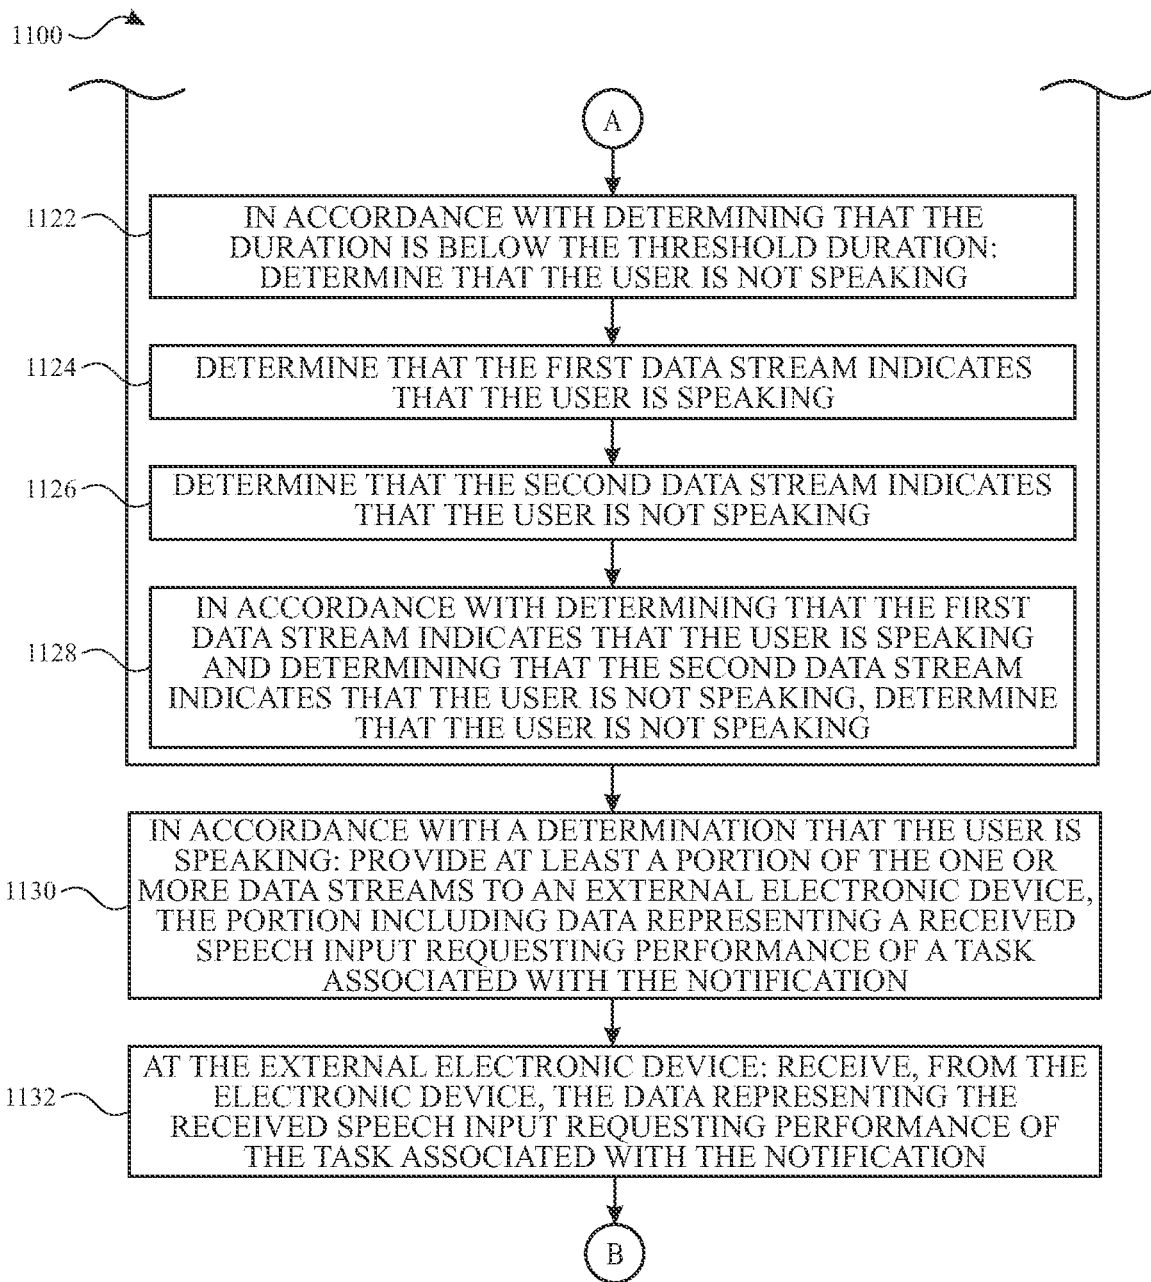 1100
A
1122
IN ACCORDANCE WITH DETERMINING THAT THE
DURATION IS BELOW THE THRESHOLD DURATION:
DETERMINE THAT THE USER IS NOT SPEAKING
1124
DETERMINE THAT THE FIRST DATA STREAM INDICATES
THAT THE USER IS SPEAKING
1126
DETERMINE THAT THE SECOND DATA STREAM INDICATES
THAT THE USER IS NOT SPEAKING
1128
IN ACCORDANCE WITH DETERMINING THAT THE FIRST
DATA STREAM INDICATES THAT THE USER IS SPEAKING
AND DETERMINING THAT THE SECOND DATA STREAM
INDICATES THAT THE USER IS NOT SPEAKING, DETERMINE
THAT THE USER IS NOT SPEAKING
1130
IN ACCORDANCE WITH A DETERMINATION THAT THE USER IS
SPEAKING: PROVIDE AT LEAST A PORTION OF THE ONE OR
MORE DATA STREAMS TO AN EXTERNAL ELECTRONIC DEVICE,
THE PORTION INCLUDING DATA REPRESENTING A RECEIVED
SPEECH INPUT REQUESTING PERFORMANCE OF A TASK
ASSOCIATED WITH THE NOTIFICATION
1132
AT THE EXTERNAL ELECTRONIC DEVICE: RECEIVE, FROM THE
ELECTRONIC DEVICE, THE DATA REPRESENTING THE
RECEIVED SPEECH INPUT REQUESTING PERFORMANCE OF
THE TASK ASSOCIATED WITH THE NOTIFICATION
B